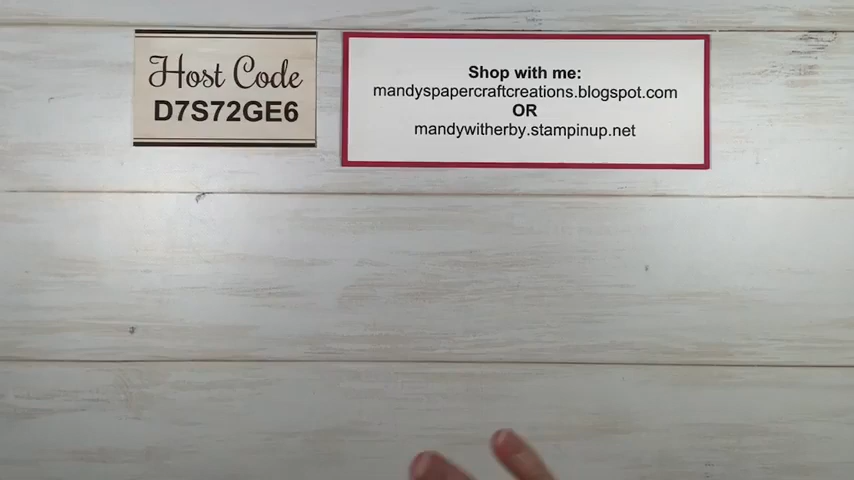 Host Code
D7S72GE6
Shop with me:
mandyspapercraftcreations.blogspot.com
OR
mandywitherby.stampinup.net